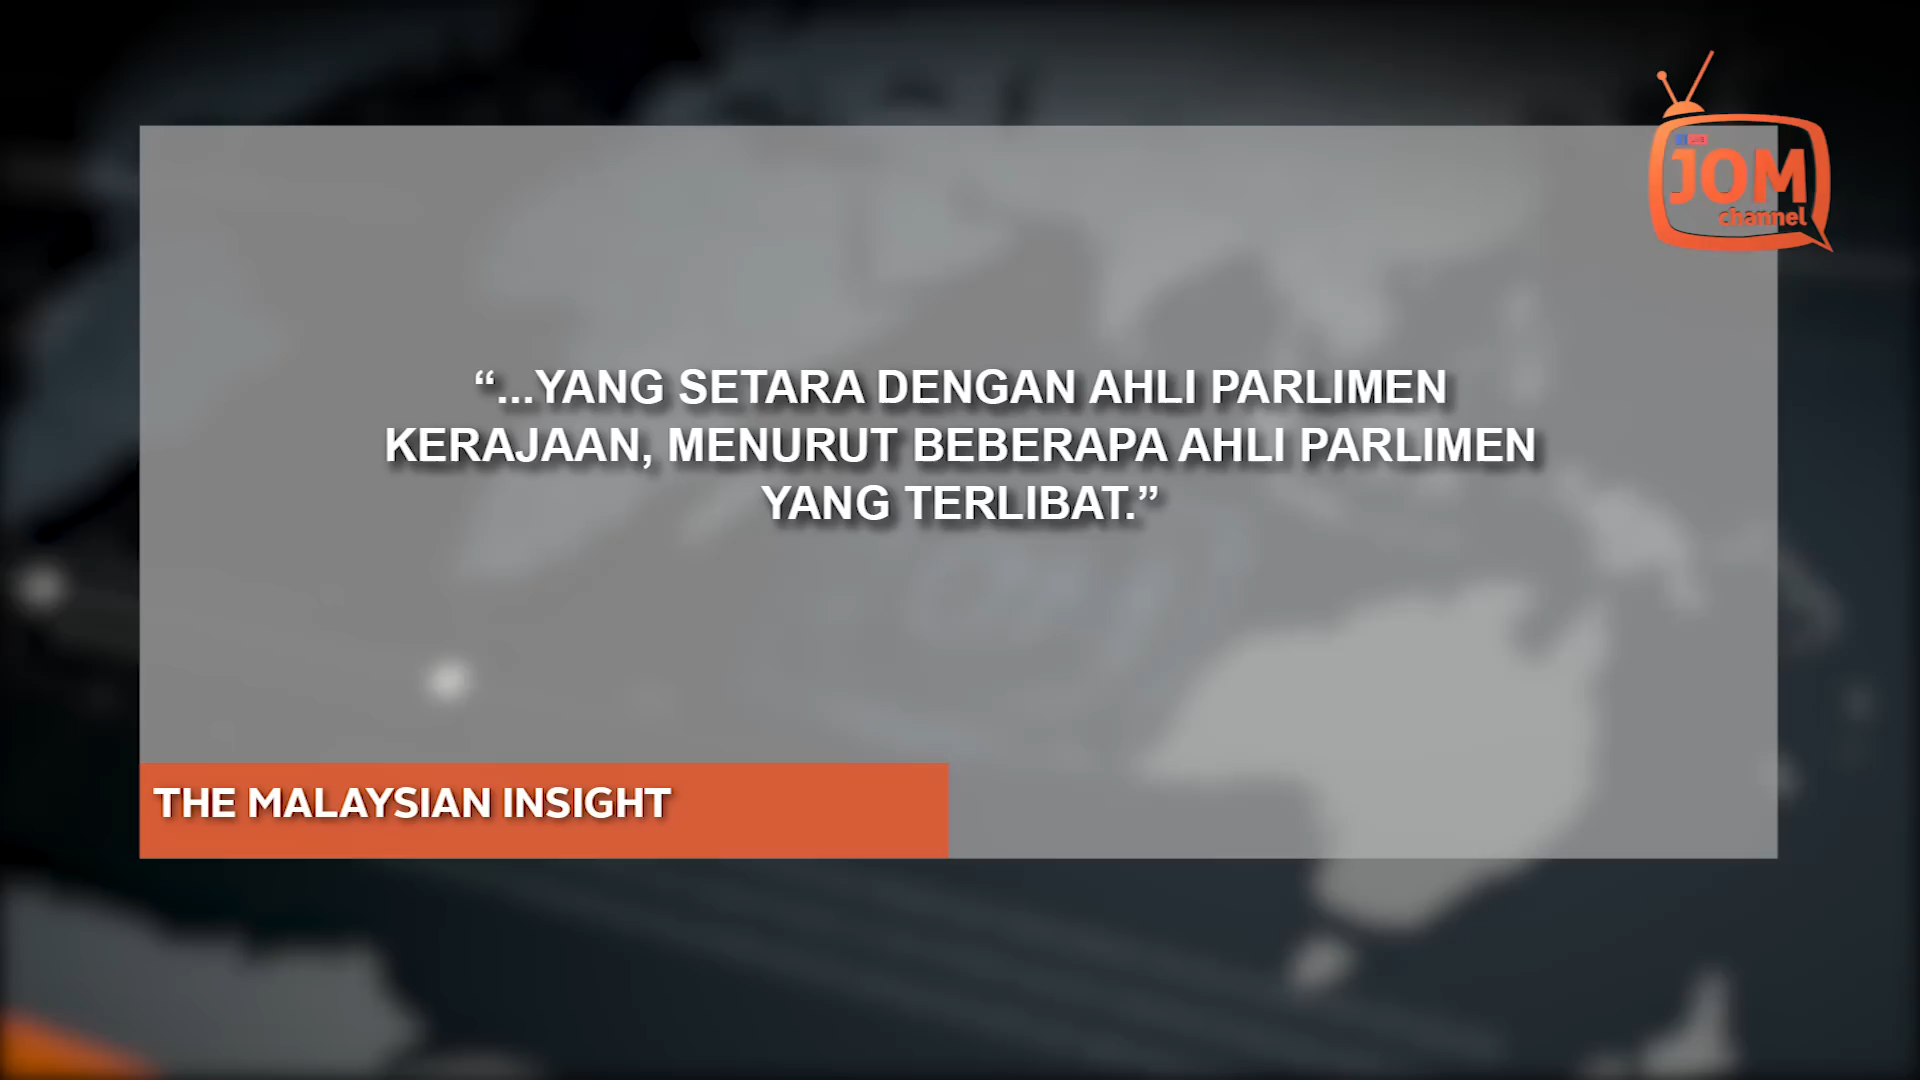 JOM
channel
“...YANG SETARA DENGAN AHLI PARLIMEN
KERAJAAN, MENURUT BEBERAPA AHLI PARLIMEN
YANG TERLIBAT.”
THE MALAYSIAN INSIGHT